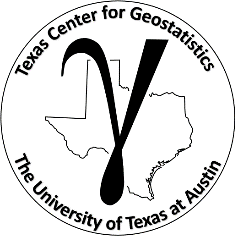 Texas Center for Geostatistics
γ
The University of Texas at Austin